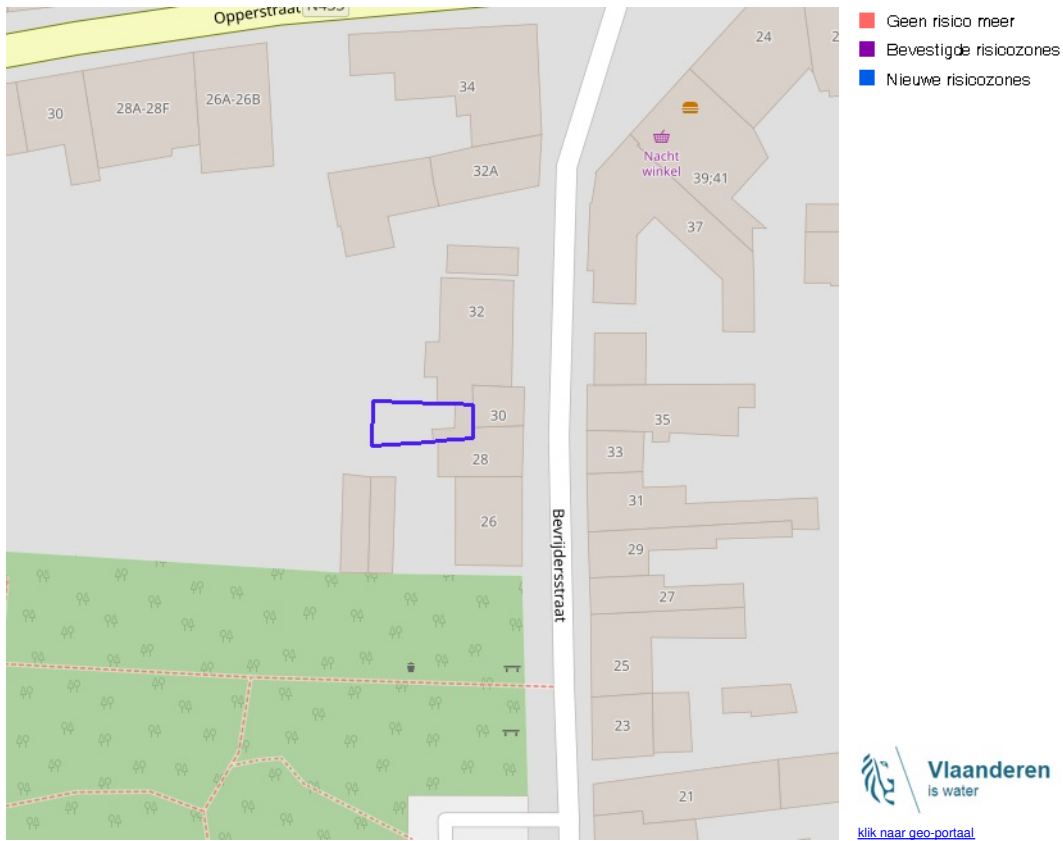 Opperstraat N455
24
2
34
30
28A-28F
26A-26B
32A
Nacht
winkel
39;41
37
32
30
35
28
33
31
26
Bevrijdersstraat
29
27
25
23
21
Geen risico meer
Bevestigde risicozones
Nieuwe risicozones
Vlaanderen
is water
klik naar geo-portaal